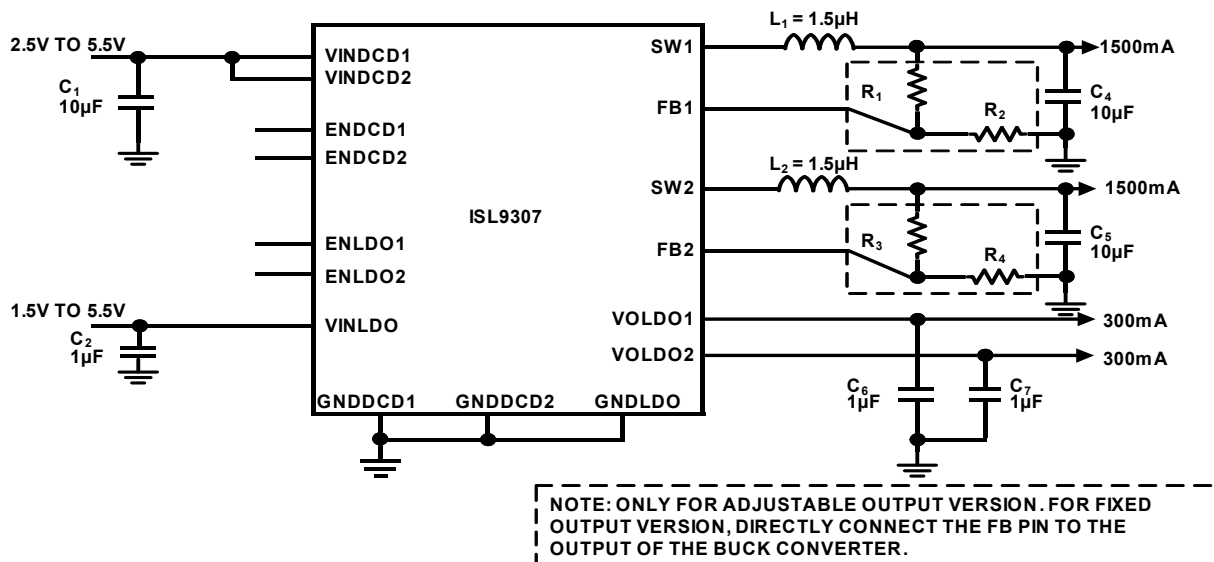 2.5V TO 5.5V
C1
10µF
VINDCD1
VINDCD2
ENDCD1
ENDCD2
ENLDO1
ENLDO2
1.5V TO 5.5V
VINLDO
C2
1µF
ISL9307
GNDDCD1 GNDDCD2 GNDLDO
SW1
L1 = 1.5µH
1500mA
FB1
R1
R2
C4
10µF
SW2
L2 = 1.5µH
1500mA
FB2
R3
R4
C5
10µF
VOLDO1
300mA
VOLDO2
300mA
C6
1µF
C7
1µF
NOTE: ONLY FOR ADJUSTABLE OUTPUT VERSION. FOR FIXED
OUTPUT VERSION, DIRECTLY CONNECT THE FB PIN TO THE
OUTPUT OF THE BUCK CONVERTER.